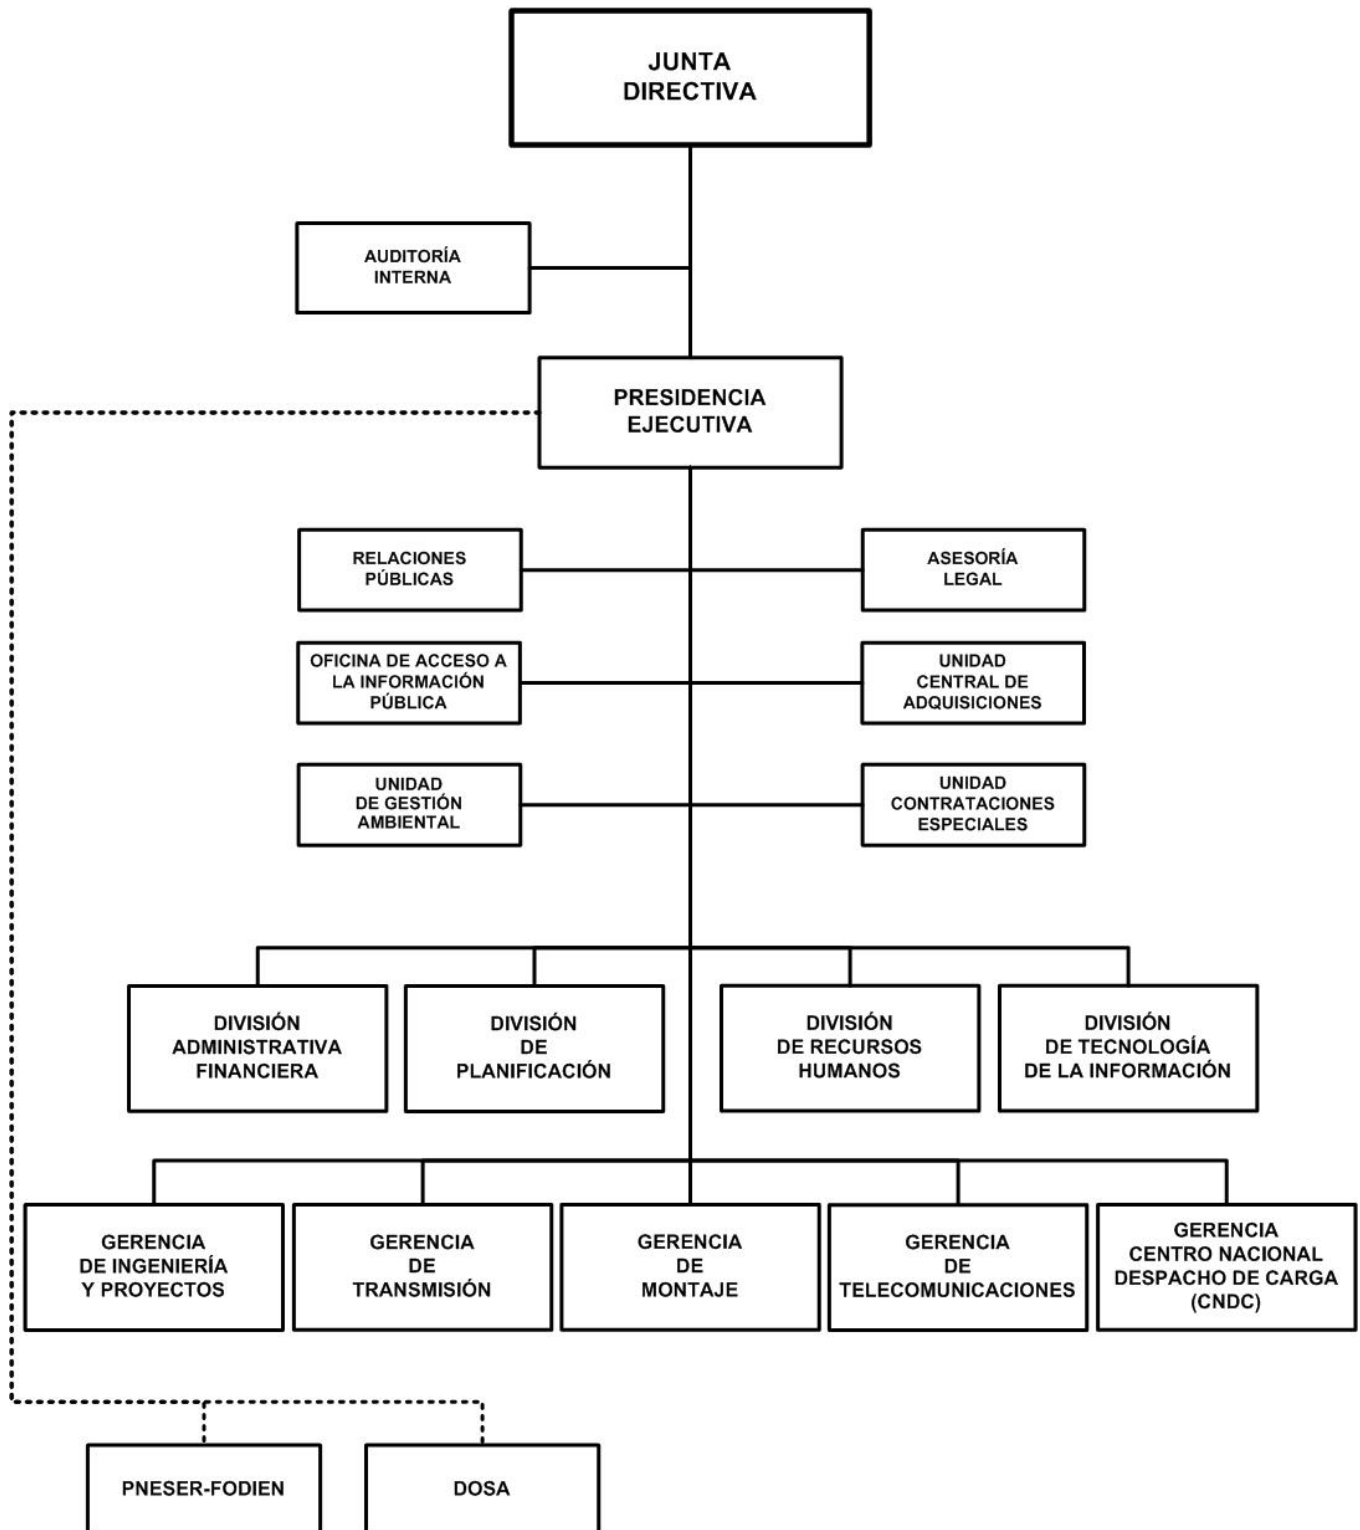 JUNTA
DIRECTIVA
AUDITORÍA
INTERNA
PRESIDENCIA
EJECUTIVA
RELACIONES
PÚBLICAS
ASESORÍA
LEGAL
OFICINA DE ACCESO A
LA INFORMACIÓN
PÚBLICA
UNIDAD
CENTRAL DE
ADQUISICIONES
UNIDAD
DE GESTIÓN
AMBIENTAL
UNIDAD
CONTRATACIONES
ESPECIALES
DIVISIÓN
ADMINISTRATIVA
FINANCIERA
DIVISIÓN
DE
PLANIFICACIÓN
DIVISIÓN
DE RECURSOS
HUMANOS
DIVISIÓN
DE TECNOLOGÍA
DE LA INFORMACIÓN
GERENCIA
DE INGENIERÍA
Y PROYECTOS
GERENCIA
DE
TRANSMISIÓN
GERENCIA
DE
MONTAJE
GERENCIA
DE
TELECOMUNICACIONES
GERENCIA
CENTRO NACIONAL
DESPACHO DE CARGA
(CNDC)
PNESER-FODIEN
DOSA